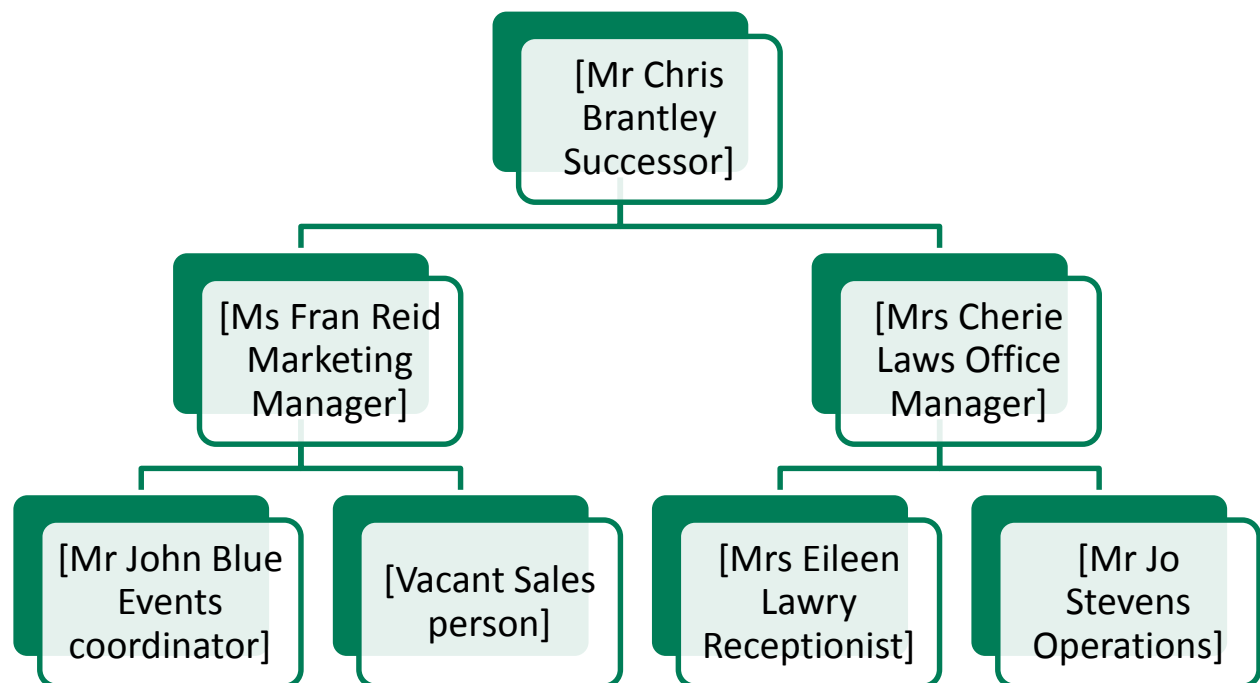 [Mr Chris
Brantley
Successor]
[Ms Fran Reid
Marketing
Manager]
[Mrs Cherie
Laws Office
Manager]
[Mr John Blue
Events
coordinator]
[Vacant Sales
person]
[Mrs Eileen
Lawry
Receptionist]
[Mr Jo
Stevens
Operations]